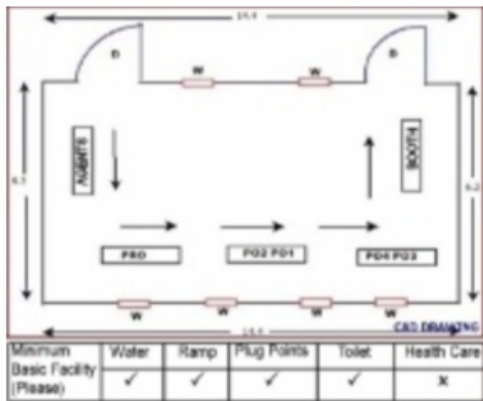 D
D
W
W
AGENTS
BOOTH
PRO
PO2 PO1
PO4 PO3
W
W
W
W
CAD DRAWING
Minimum Basic Facility (Please)
Water
Ramp
Plug Points
Toilet
Health Care
✓
✓
✓
✓
x